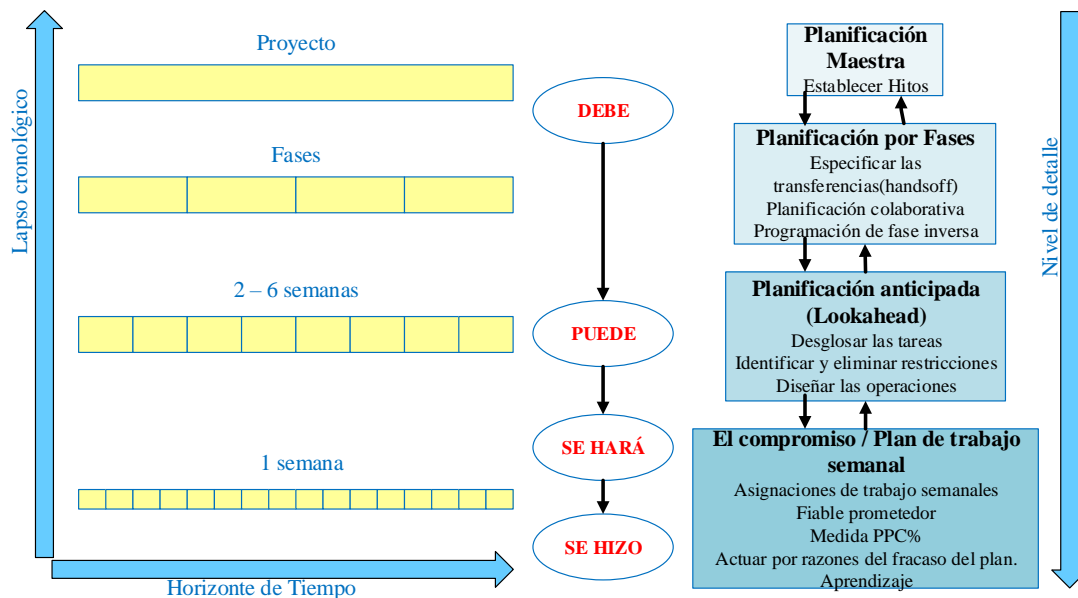 Lapso cronológico
Proyecto
Fases
2 – 6 semanas
1 semana
Horizonte de Tiempo
DEBE
PUEDE
SE HARÁ
SE HIZO
Planificación
Maestra
Establecer Hitos
Planificación por Fases
Especificar las
transferencias(handsoff)
Planificación colaborativa
Programación de fase inversa
Planificación anticipada
(Lookahead)
Desglosar las tareas
Identificar y eliminar restricciones
Diseñar las operaciones
El compromiso / Plan de trabajo
semanal
Asignaciones de trabajo semanales
Fiable prometedor
Medida PPC%
Actuar por razones del fracaso del plan.
Aprendizaje
Nivel de detalle